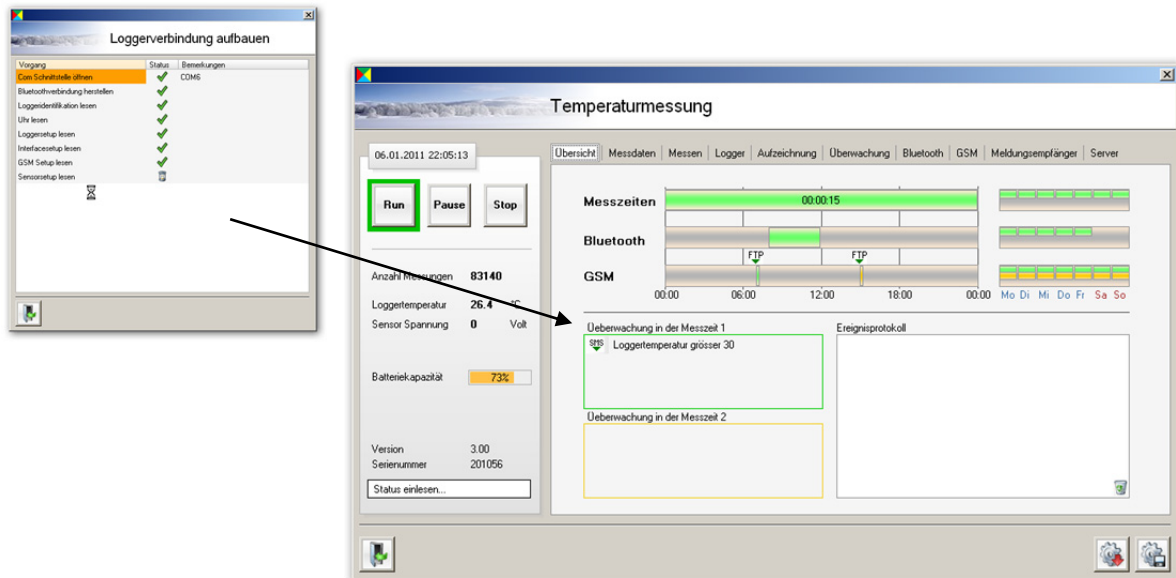 Loggerverbindung aufbauen
Vorgang Status Bemerkungen
Com Schnittstelle öffnen COM6
Bluetoothverbindung herstellen
Loggeridentifikation lesen
Uhr lesen
Loggersetup lesen
Interfacesetup lesen
GSM Setup lesen
Sensorsetup lesen
Temperaturmessung
06.01.2011 22:05:13
Run Pause Stop
Anzahl Messungen 83140
Loggertemperatur 26.4 °C
Sensor Spannung 0 Volt
Batteriekapazität 73%
Version 3.00
Serienummer 201056
Status einlesen...
Übersicht Messdaten Messen Logger Aufzeichnung Überwachung Bluetooth GSM Meldungsempfänger Server
Messzeiten 00:00:15
Bluetooth
FTP FTP
GSM
00:00 06:00 12:00 18:00 00:00 Mo Di Mi Do Fr Sa So
Üeberwachung in der Messzeit 1
SMS Loggertemperatur grösser 30
Üeberwachung in der Messzeit 2
Ereignisprotokoll